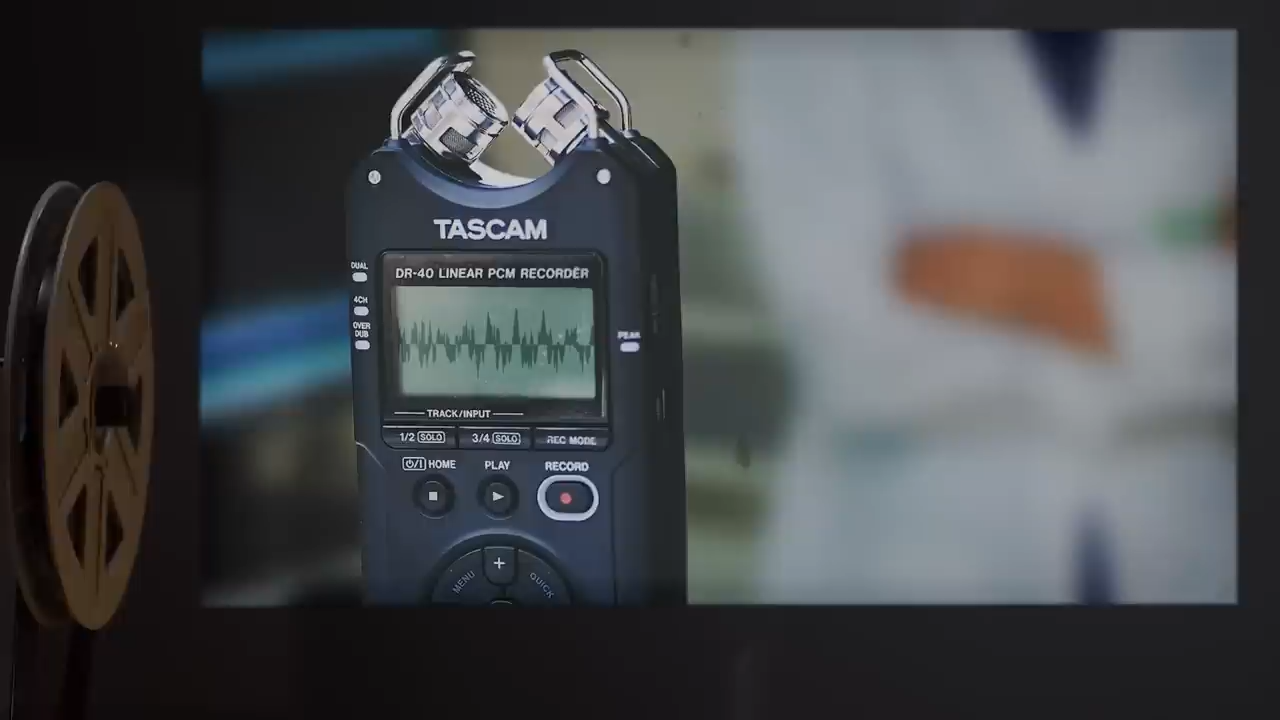 TASCAM
DR-40 LINEAR PCM RECORDER
DUAL
4CH
OVER
DUB
PEAK
TRACK/INPUT
1/2 SOLO 3/4 SOLO REC MODE
HOME PLAY RECORD
MENU + QUICK